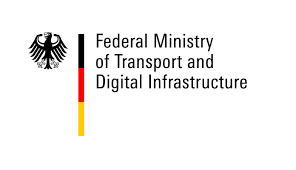 Federal Ministry
of Transport and
Digital Infrastructure